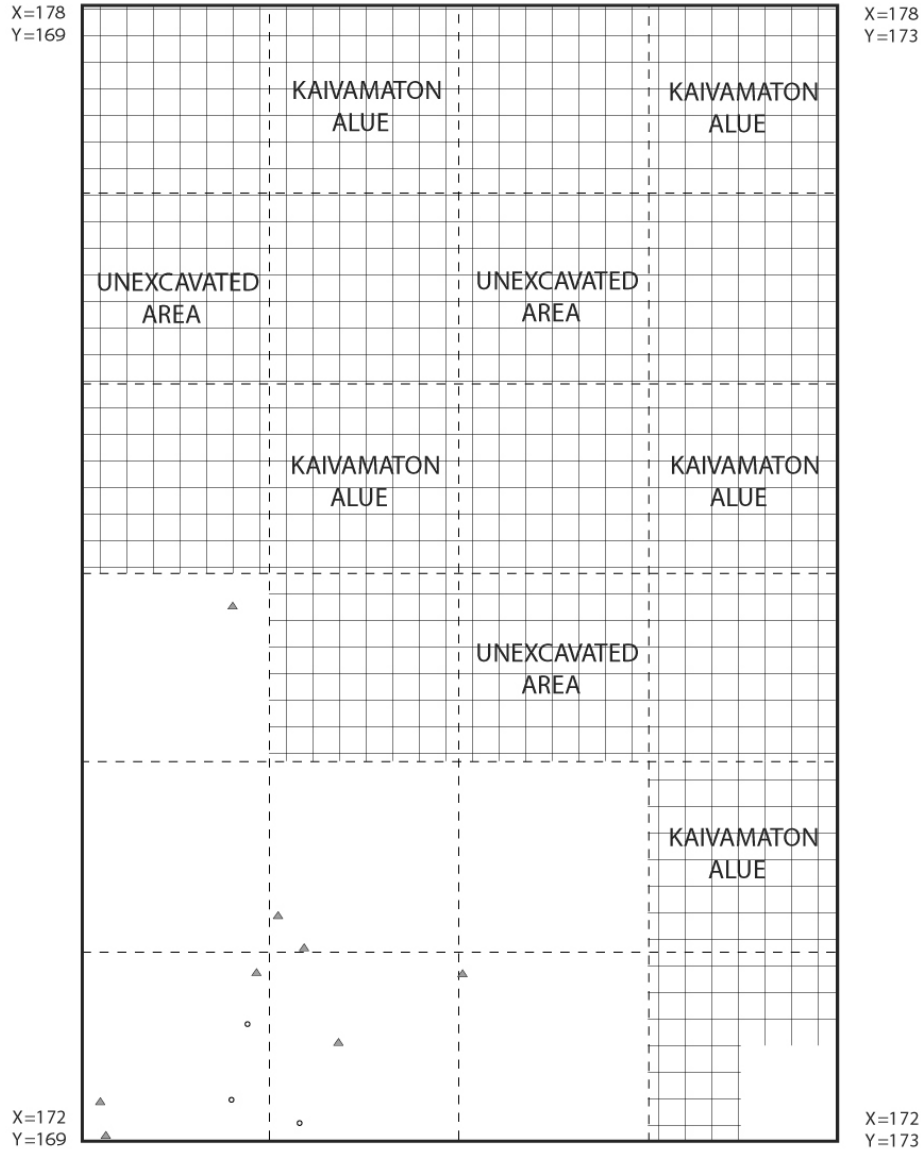 X=178
Y=169
X=178
Y=173
KAIVAMATON
ALUE
KAIVAMATON
ALUE
UNEXCAVATED
AREA
UNEXCAVATED
AREA
KAIVAMATON
ALUE
KAIVAMATON
ALUE
UNEXCAVATED
AREA
KAIVAMATON
ALUE
X=172
Y=169
X=172
Y=173